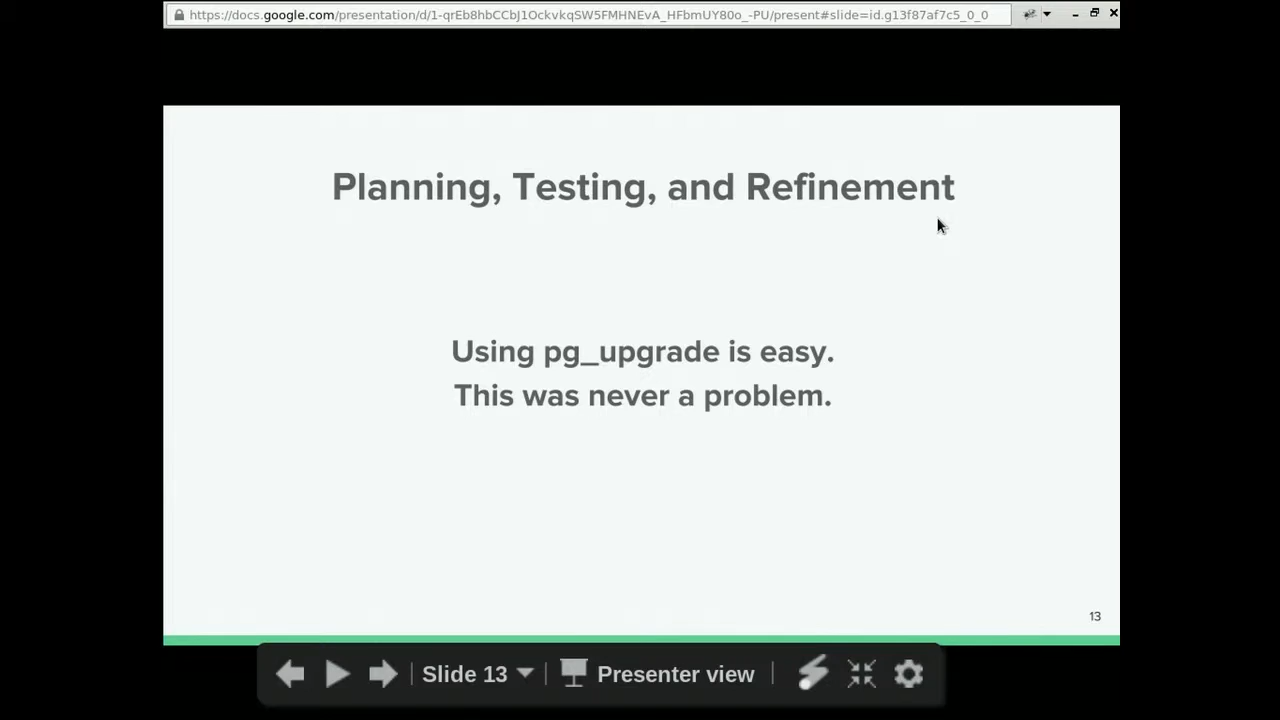 https://docs.google.com/presentation/d/1-qrEb8hbCCbJ1OckvkqSW5FMHNEvA_HFbmUY80o_-PU/present#slide=id.g13f87af7c5_0_0
Planning, Testing, and Refinement
Using pg_upgrade is easy.
This was never a problem.
13
Slide 13
Presenter view